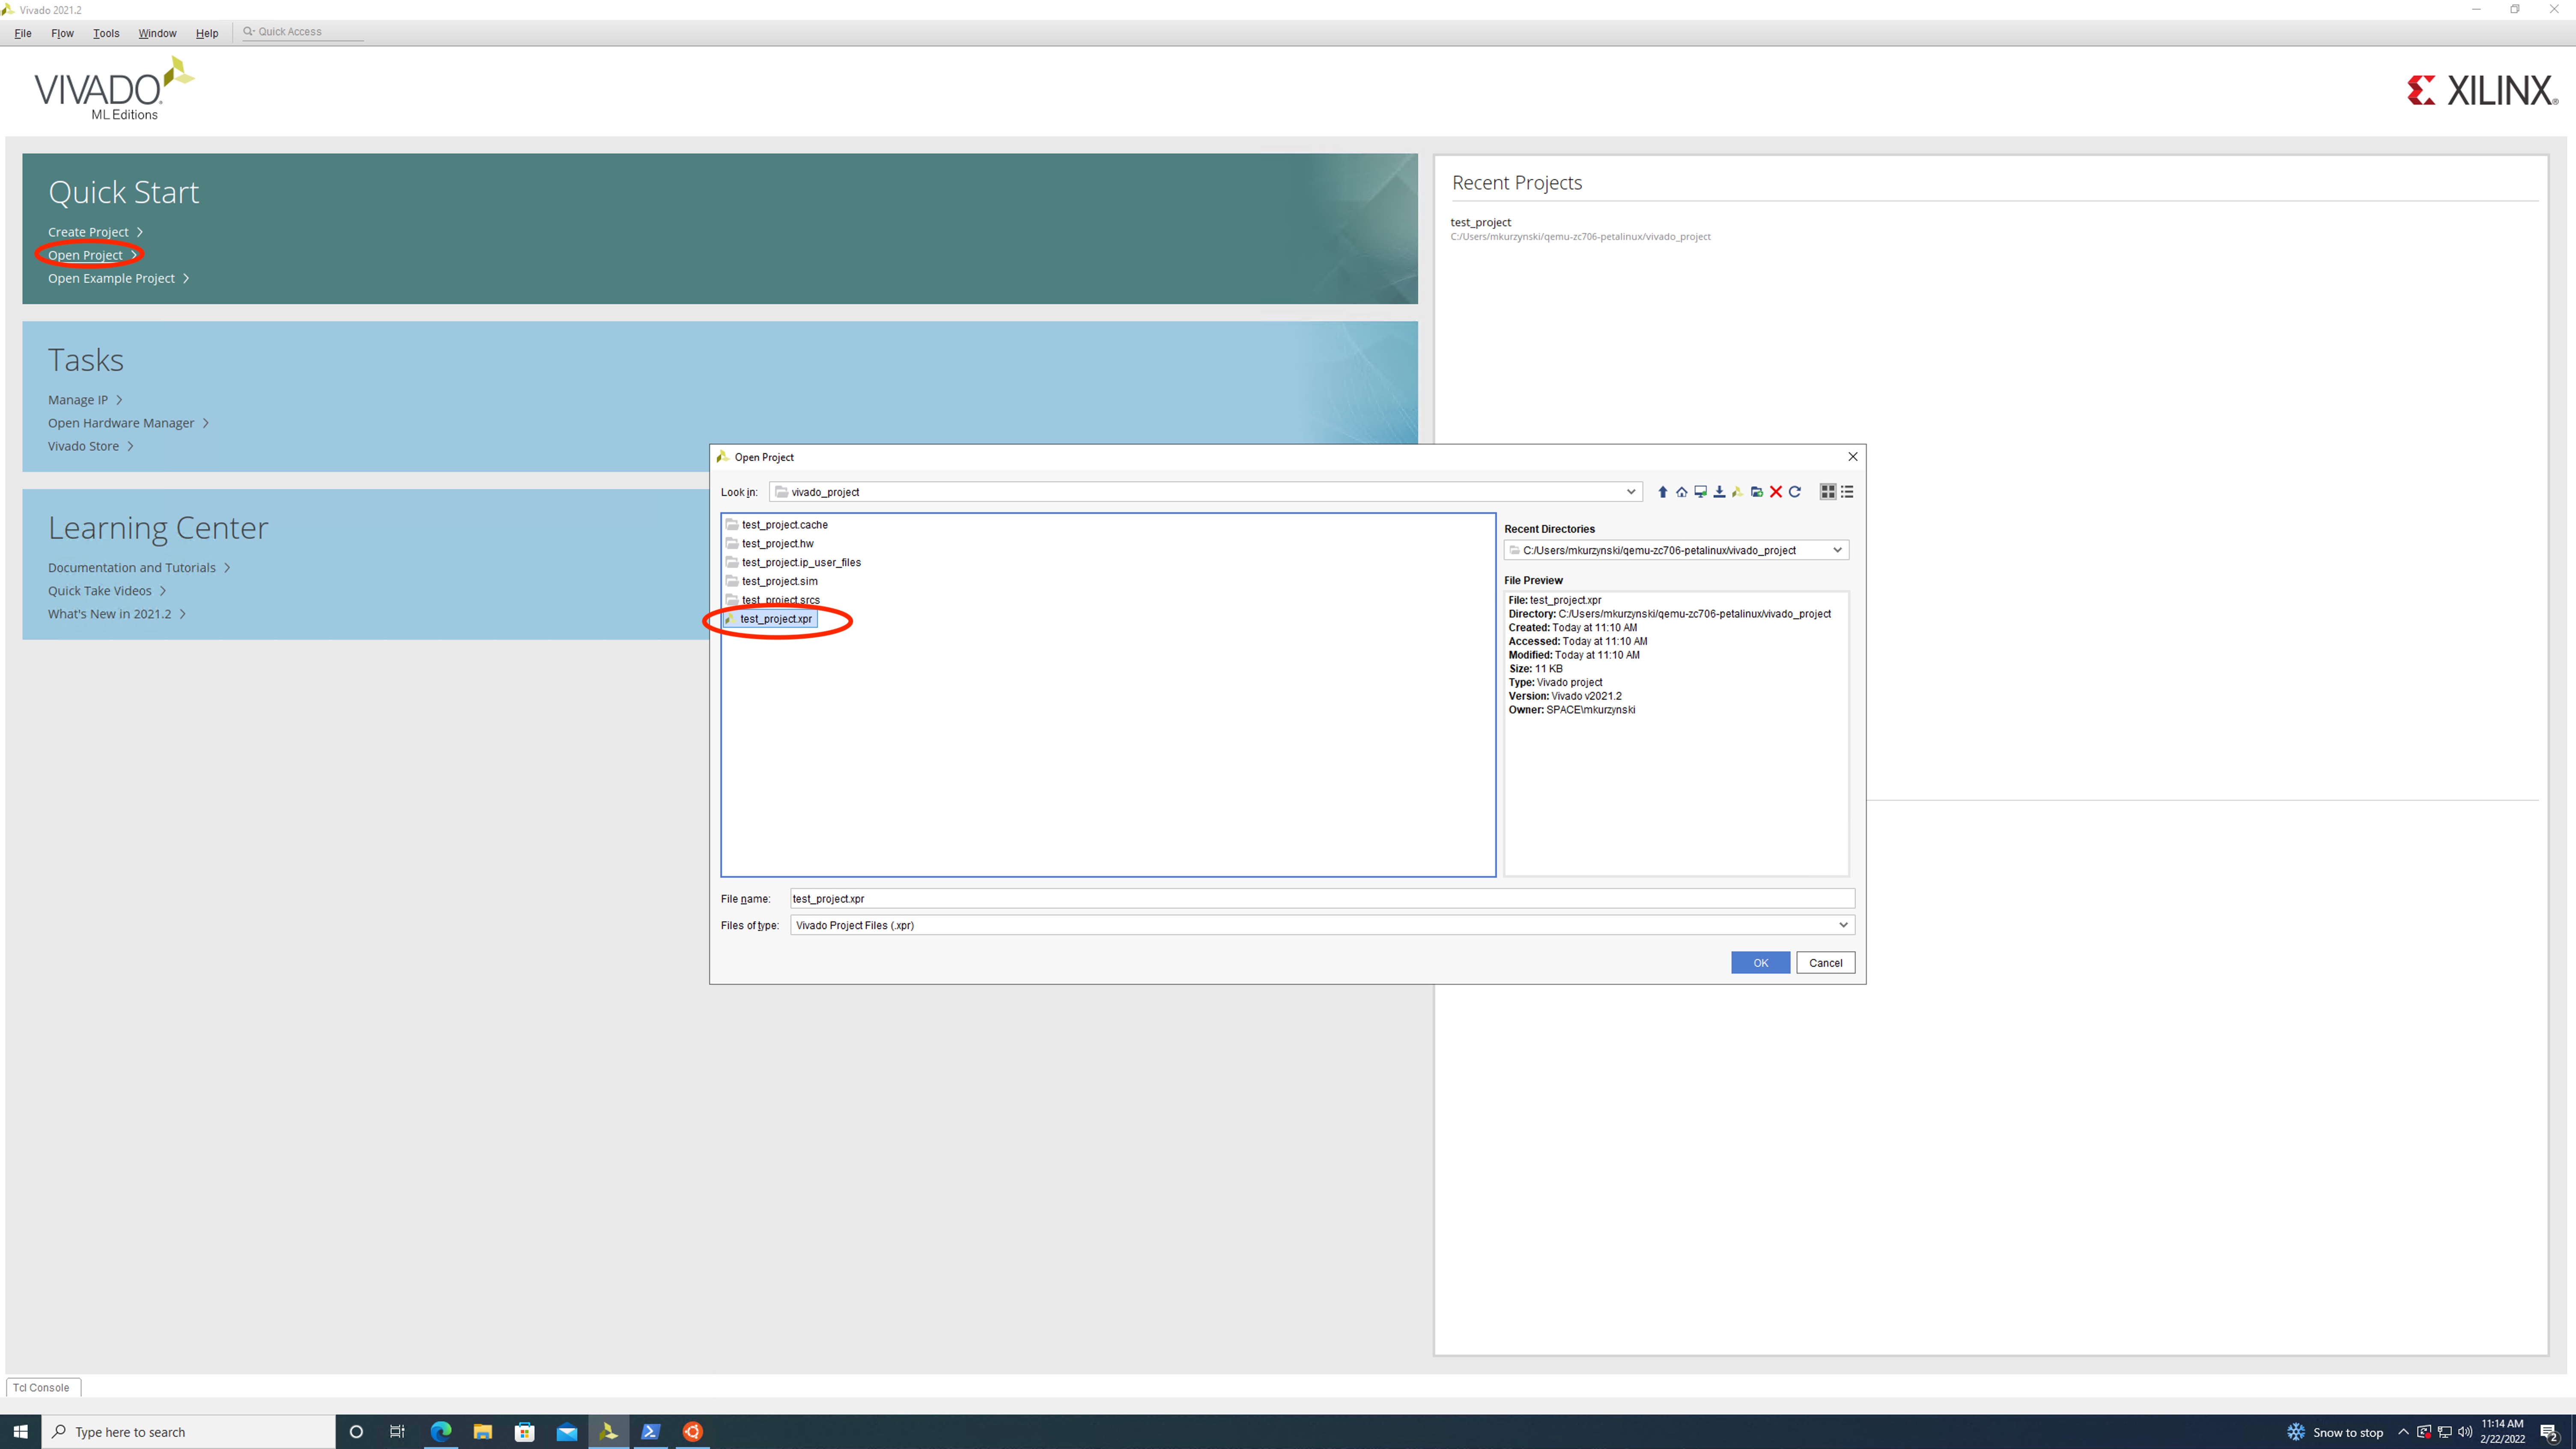 Vivado 2021.2
File Flow Tools Window Help Quick Access
VIVADO
ML Editions
XILINX®
Quick Start
Create Project
Open Project
Open Example Project
Tasks
Manage IP
Open Hardware Manager
Vivado Store
Learning Center
Documentation and Tutorials
Quick Take Videos
What's New in 2021.2
Recent Projects
test_project
C:/Users/mkurzynski/qemu-zc706-petalinux/vivado_project
Open Project
Look in: vivado_project
test_project.cache
test_project.hw
test_project.ip_user_files
test_project.sim
test_project.srcs
test_project.xpr
Recent Directories
C:/Users/mkurzynski/qemu-zc706-petalinux/vivado_project
File Preview
File: test_project.xpr
Directory: C:/Users/mkurzynski/qemu-zc706-petalinux/vivado_project
Created: Today at 11:10 AM
Accessed: Today at 11:10 AM
Modified: Today at 11:10 AM
Size: 11 KB
Type: Vivado project
Version: Vivado v2021.2
Owner: SPACE\mkurzynski
File name: test_project.xpr
Files of type: Vivado Project Files (.xpr)
OK Cancel
Tcl Console
Type here to search
Snow to stop
11:14 AM
2/22/2022
2